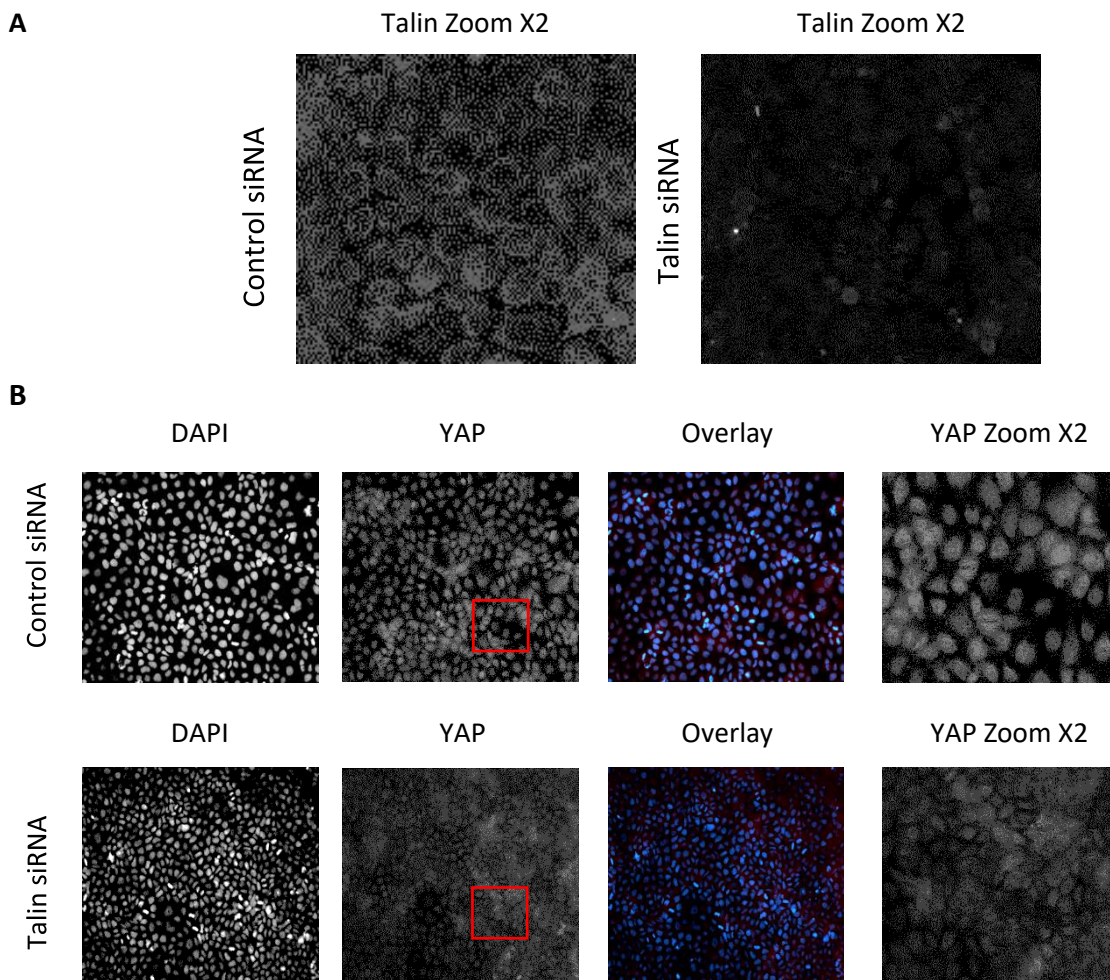 A
Talin Zoom X2
Talin Zoom X2
Control siRNA
Talin siRNA
B
DAPI
YAP
Overlay
YAP Zoom X2
Control siRNA
DAPI
YAP
Overlay
YAP Zoom X2
Talin siRNA